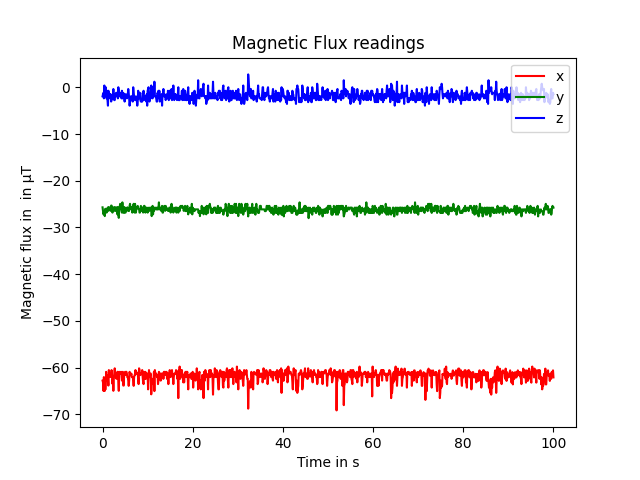 Magnetic Flux readings
x
y
z
0
−10
−20
−30
−40
−50
−60
−70
Magnetic flux in  in µT
0 20 40 60 80 100
Time in s